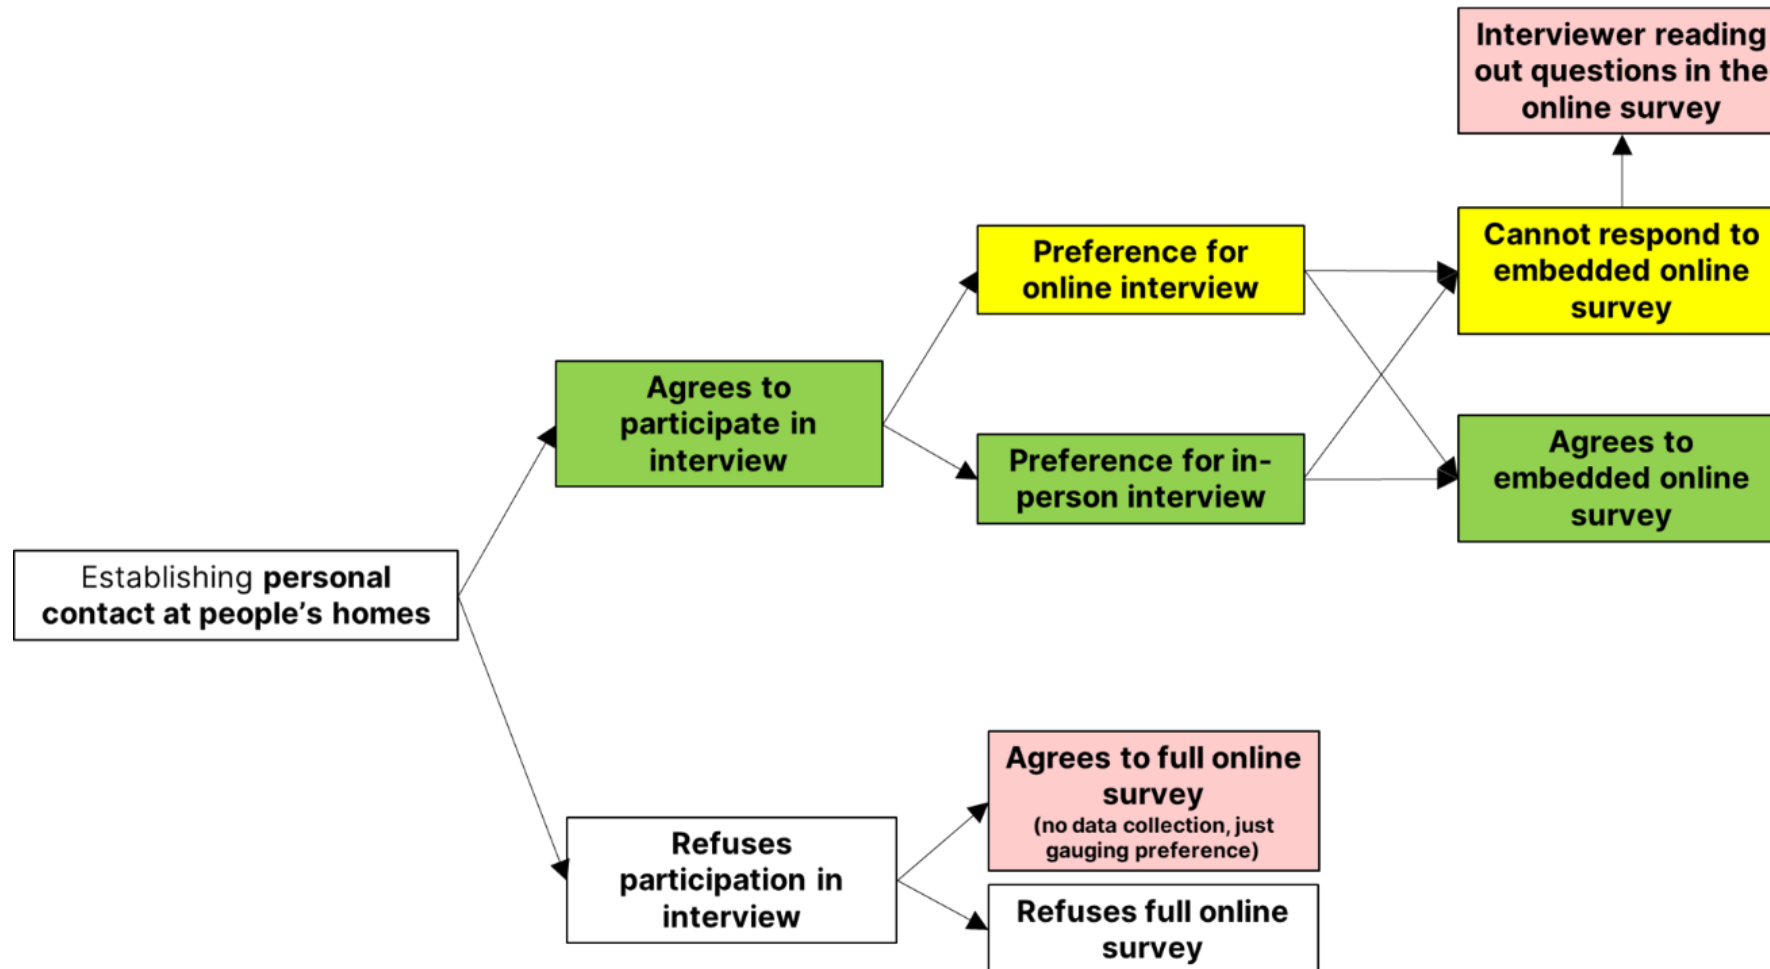 Interviewer reading
out questions in the
online survey
Preference for
online interview
Cannot respond to
embedded online
survey
Agrees to
participate in
interview
Preference for in-
person interview
Agrees to
embedded online
survey
Establishing personal
contact at people’s homes
Agrees to full online
survey
(no data collection, just
gauging preference)
Refuses
participation in
interview
Refuses full online
survey